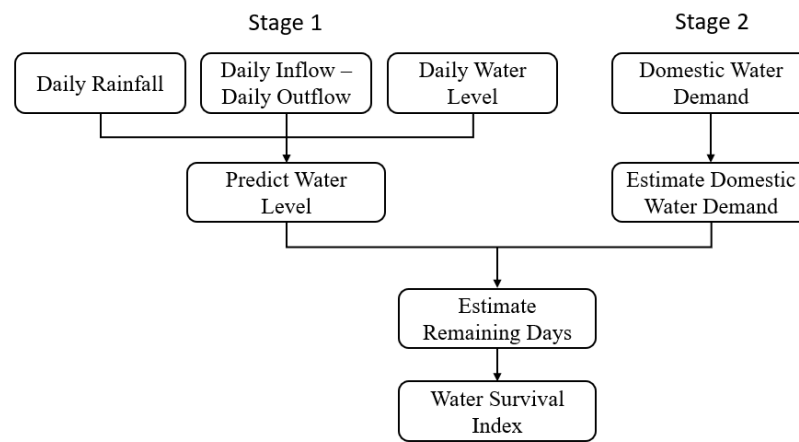 Stage 1
Stage 2
Daily Rainfall
Daily Inflow –
Daily Outflow
Daily Water
Level
Domestic Water
Demand
Predict Water
Level
Estimate Domestic
Water Demand
Estimate
Remaining Days
Water Survival
Index